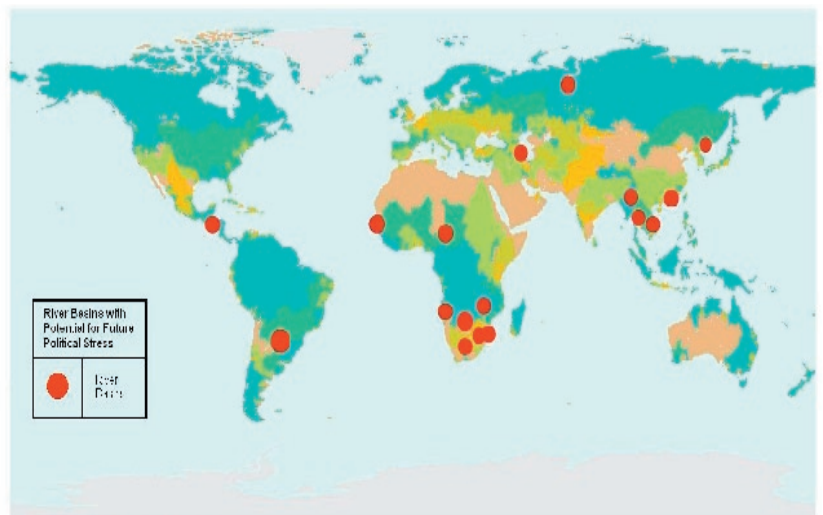 River Basins with
Potential for Future
Political Stress